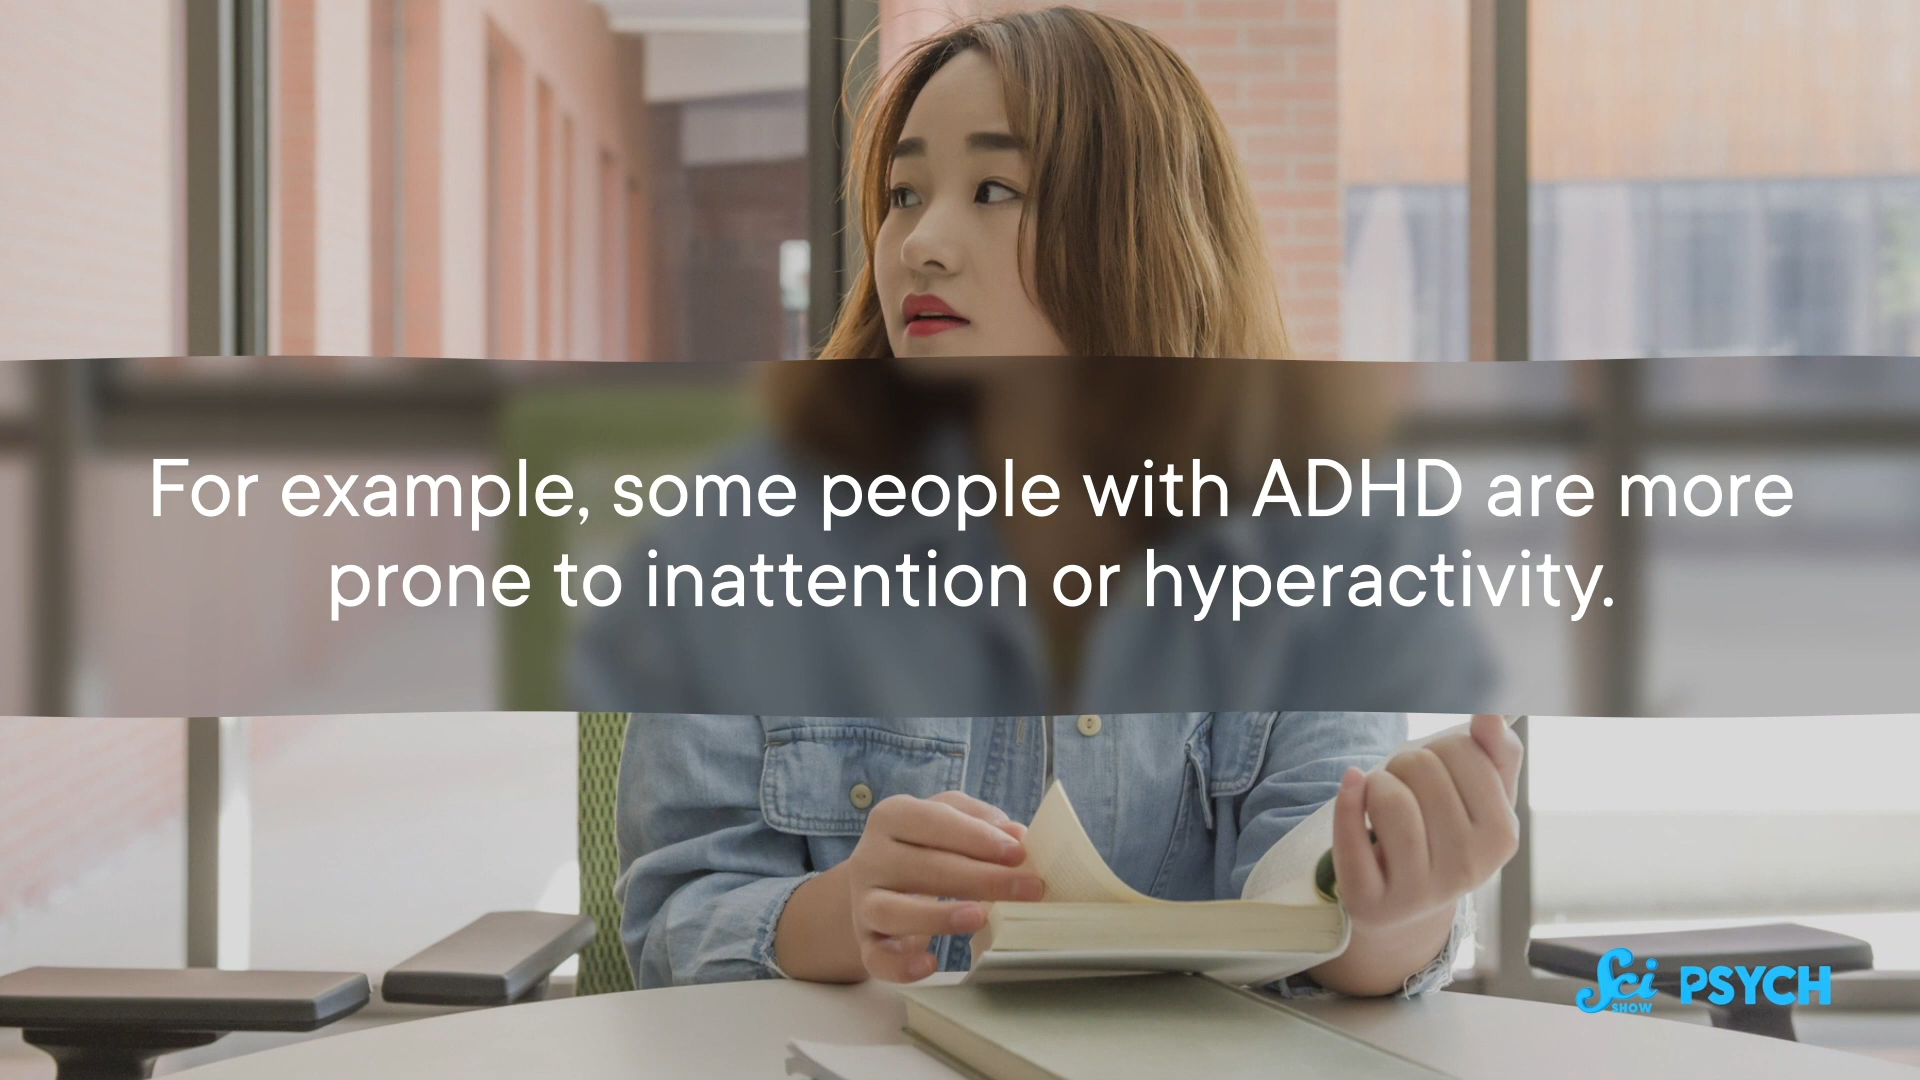 For example, some people with ADHD are more
prone to inattention or hyperactivity.
Sci SHOW PSYCH